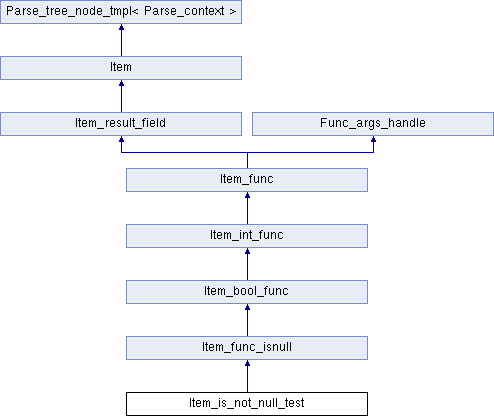 Parse_tree_node_tmpl< Parse_context >
Item
Item_result_field
Func_args_handle
Item_func
Item_int_func
Item_bool_func
Item_func_isnull
Item_is_not_null_test